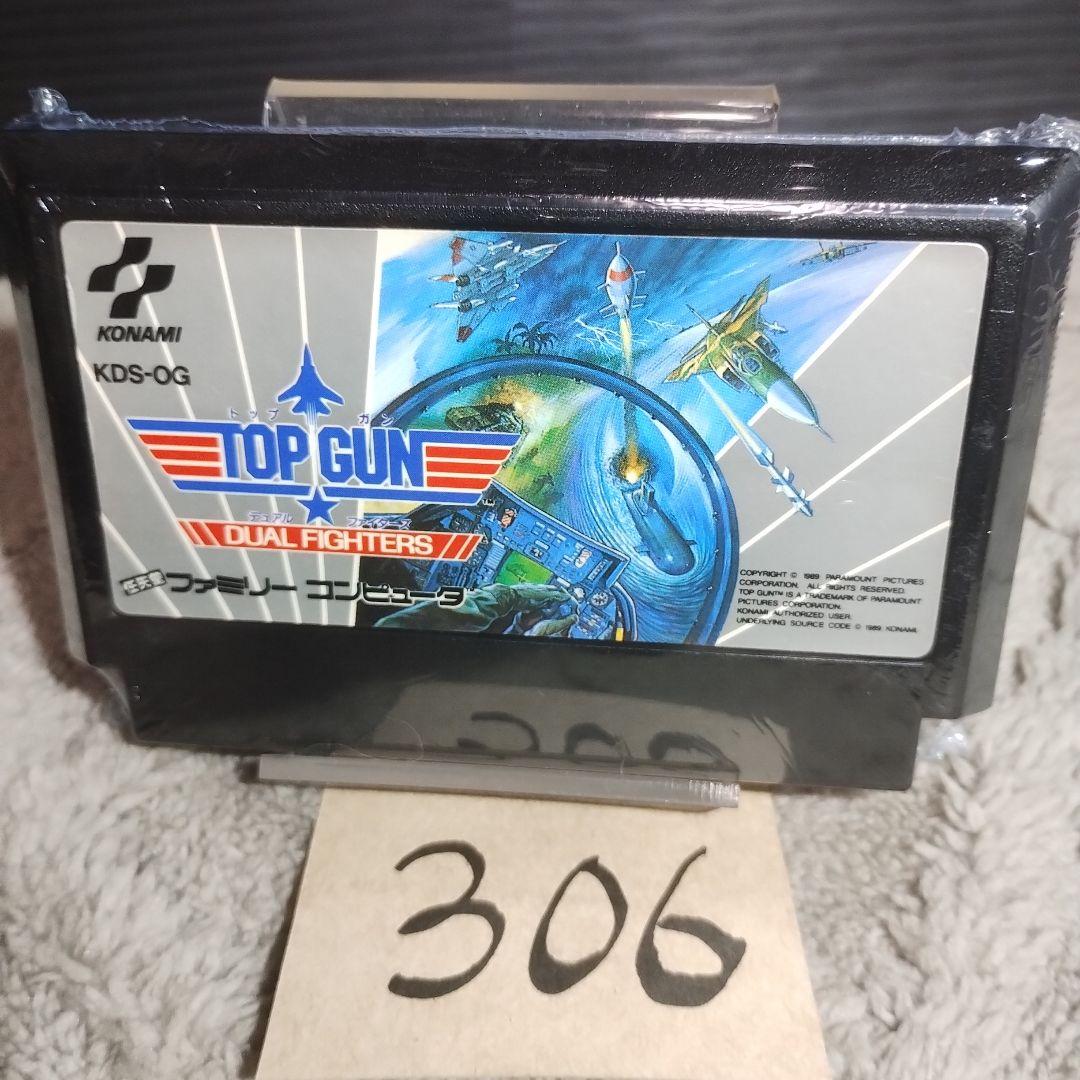 KONAMI
KDS-OG
トップ ガン
TOP GUN™
デュアル ファイターズ
DUAL FIGHTERS
任天堂 ファミリー コンピュータ
COPYRIGHT © 1989 PARAMOUNT PICTURES
CORPORATION. ALL RIGHTS RESERVED.
TOP GUN™ IS A TRADEMARK OF PARAMOUNT
PICTURES CORPORATION.
KONAMI AUTHORIZED USER.
UNDERLYING SOURCE CODE © 1989 KONAMI.
306